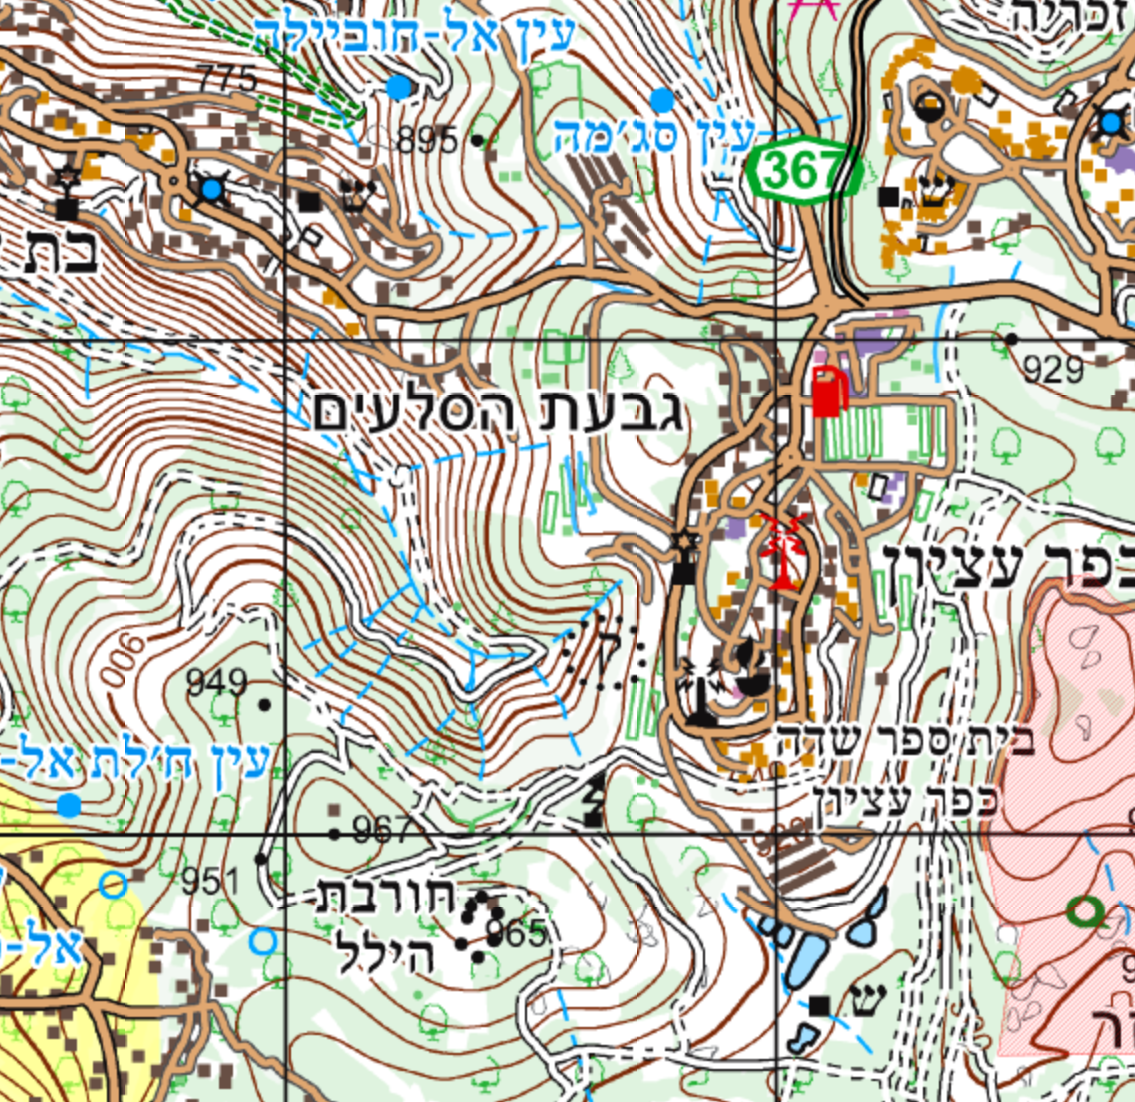 זכריה
עין אל-חוביילה
775
895
עין סג׳מה
367
ש
ש
בת
929
גבעת הסלעים
כפר עציון
900
ק
949
בית ספר שדה
כפר עציון
עין ח׳לת אל-
967
951
חורבת
הילל
965
אל-
ש